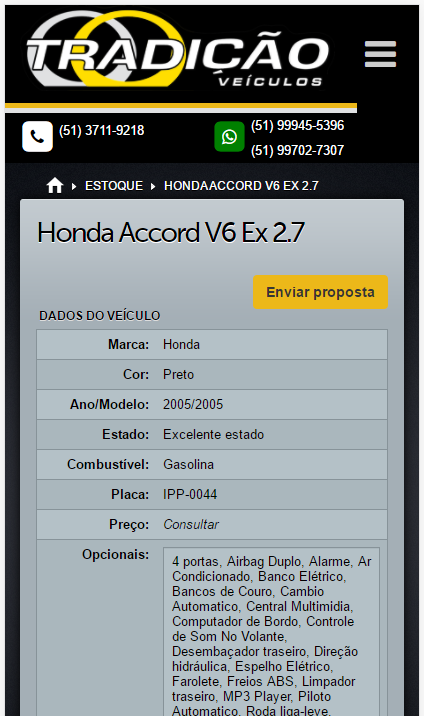 TRADIÇÃO
VEÍCULOS
(51) 3711-9218
(51) 99945-5396
(51) 99702-7307
ESTOQUE
HONDAACCORD V6 EX 2.7
Honda Accord V6 Ex 2.7
Enviar proposta
DADOS DO VEÍCULO
Marca: Honda
Cor: Preto
Ano/Modelo: 2005/2005
Estado: Excelente estado
Combustível: Gasolina
Placa: IPP-0044
Preço: Consultar
Opcionais: 4 portas, Airbag Duplo, Alarme, Ar
Condicionado, Banco Elétrico,
Bancos de Couro, Cambio
Automatico, Central Multimidia,
Computador de Bordo, Controle
de Som No Volante,
Desembaçador traseiro, Direção
hidráulica, Espelho Elétrico,
Farolete, Freios ABS, Limpador
traseiro, MP3 Player, Piloto
Automatico, Roda liga-leve,